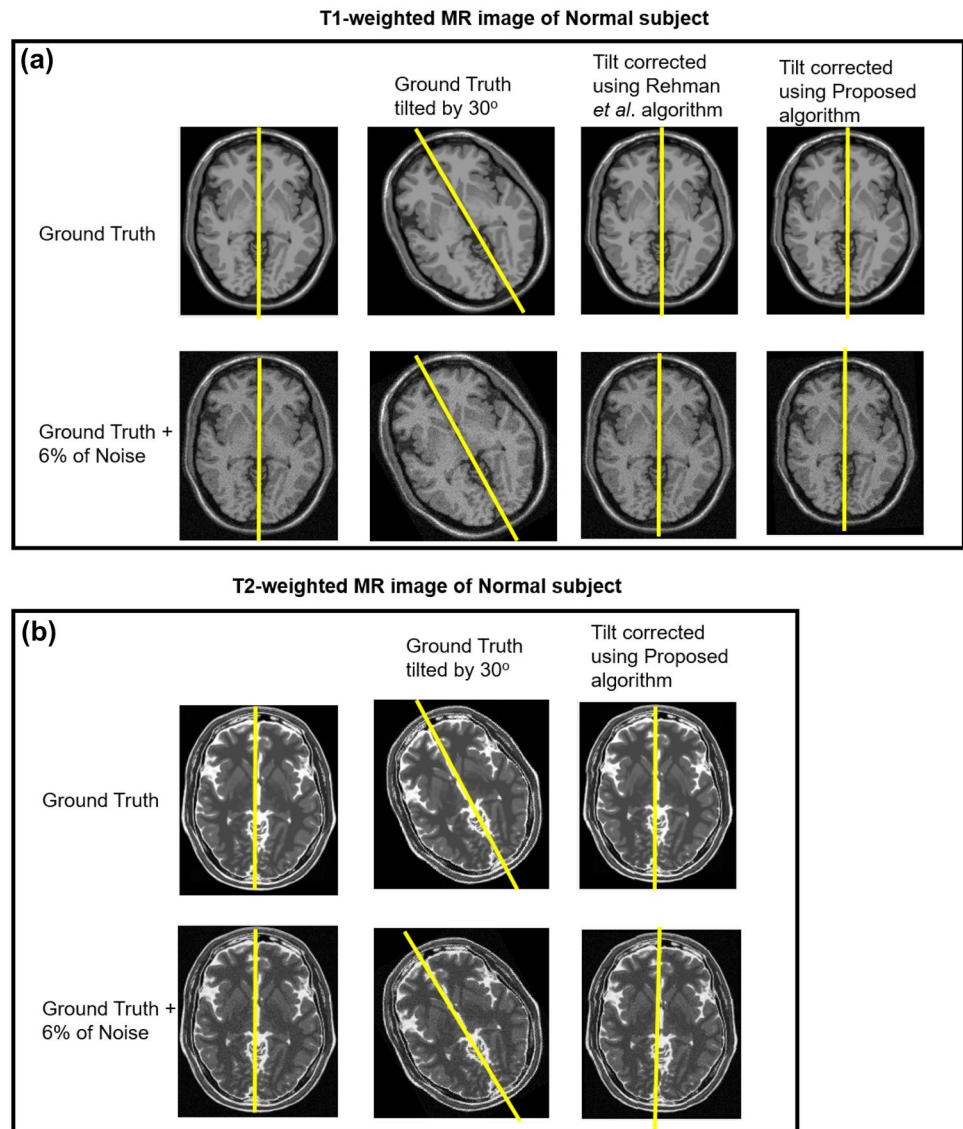 T1-weighted MR image of Normal subject
(a)
Ground Truth
tilted by 30º
Tilt corrected
using Rehman
et al. algorithm
Tilt corrected
using Proposed
algorithm
Ground Truth
Ground Truth +
6% of Noise
T2-weighted MR image of Normal subject
(b)
Ground Truth
tilted by 30º
Tilt corrected
using Proposed
algorithm
Ground Truth
Ground Truth +
6% of Noise